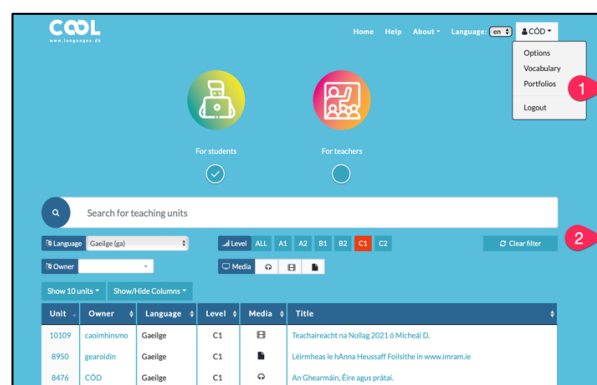 COOL
www.languages.dk
Home Help About Language: en CÓD
Options
Vocabulary
Portfolios
Logout
1
For students
For teachers
Search for teaching units
2
Language Gaeilge (ga) Level ALL A1 A2 B1 B2 C1 C2 Clear filter
Owner Media
Show 10 units Show/Hide Columns
Unit Owner Language Level Media Title
10109 caoimhinsmo Gaeilge C1 Teachaireacht na Nollag 2021 ó Micheál D.
8950 gearoidin Gaeilge C1 Léirmheas le hAnna Heussaff Foilsithe in www.imram.ie
8476 CÓD Gaeilge C1 An Ghearmáin, Éire agus prátaí.